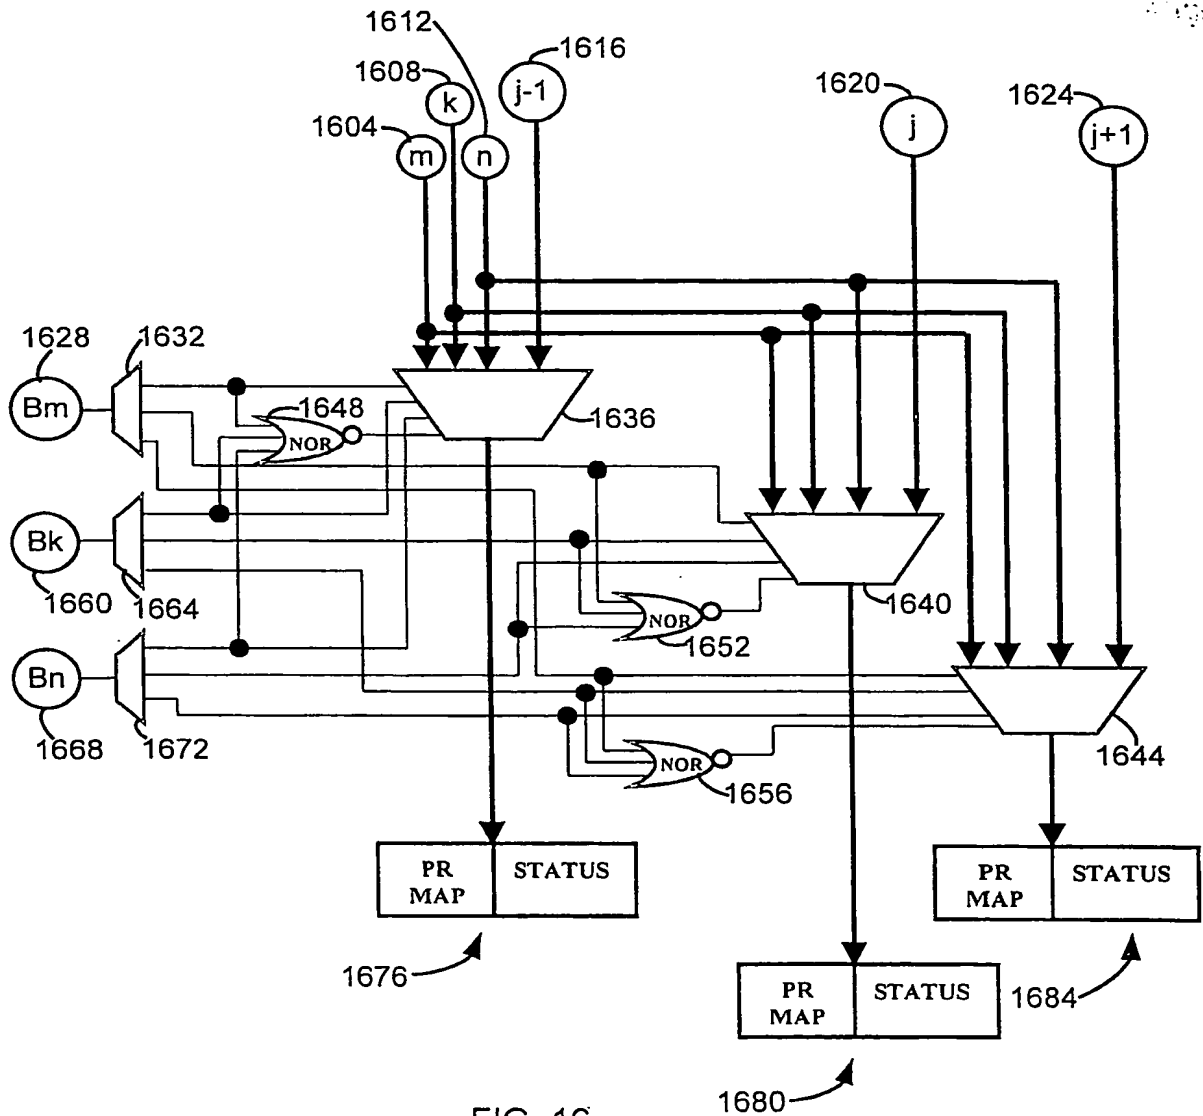 1612
1616
1608
j-1
1620
1624
k
1604
j
j+1
m
n
1628
1632
1648
Bm
NOR
1636
Bk
1660
1664
1640
NOR
1652
Bn
1668
1672
1644
NOR
1656
PR
MAP
STATUS
PR
MAP
STATUS
1676
PR
MAP
STATUS
1684
1680